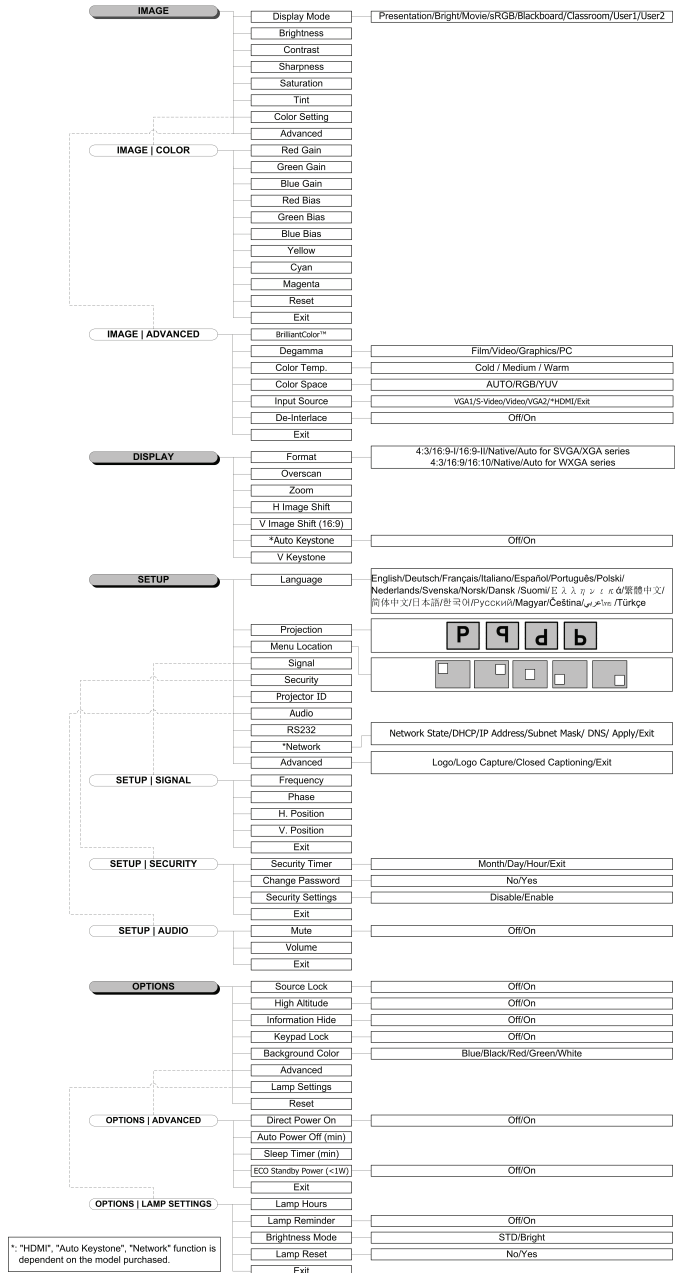 IMAGE
Display Mode
Presentation/Bright/Movie/sRGB/Blackboard/Classroom/User1/User2
Brightness
Contrast
Sharpness
Saturation
Tint
Color Setting
Advanced
IMAGE | COLOR
Red Gain
Green Gain
Blue Gain
Red Bias
Green Bias
Blue Bias
Yellow
Cyan
Magenta
Reset
Exit
IMAGE | ADVANCED
BrilliantColor™
Degamma
Film/Video/Graphics/PC
Color Temp.
Cold / Medium / Warm
Color Space
AUTO/RGB/YUV
Input Source
VGA1/S-Video/Video/VGA2/*HDMI/Exit
De-Interlace
Off/On
Exit
DISPLAY
Format
4:3/16:9-I/16:9-II/Native/Auto for SVGA/XGA series
4:3/16:9/16:10/Native/Auto for WXGA series
Overscan
Zoom
H Image Shift
V Image Shift (16:9)
*Auto Keystone
Off/On
V Keystone
SETUP
Language
English/Deutsch/Français/Italiano/Español/Português/Polski/
Nederlands/Svenska/Norsk/Dansk /Suomi/Ελληνικά/繁體中文/
简体中文/日本語/한국어/Русский/Magyar/Čeština/عربي/ไทย /Türkçe
Projection
P
Menu Location
Signal
Security
Projector ID
Audio
RS232
*Network
Network State/DHCP/IP Address/Subnet Mask/ DNS/ Apply/Exit
Advanced
Logo/Logo Capture/Closed Captioning/Exit
SETUP | SIGNAL
Frequency
Phase
H. Position
V. Position
Exit
SETUP | SECURITY
Security Timer
Month/Day/Hour/Exit
Change Password
No/Yes
Security Settings
Disable/Enable
Exit
SETUP | AUDIO
Mute
Off/On
Volume
Exit
OPTIONS
Source Lock
Off/On
High Altitude
Off/On
Information Hide
Off/On
Keypad Lock
Off/On
Background Color
Blue/Black/Red/Green/White
Advanced
Lamp Settings
Reset
OPTIONS | ADVANCED
Direct Power On
Off/On
Auto Power Off (min)
Sleep Timer (min)
ECO Standby Power (<1W)
Off/On
Exit
OPTIONS | LAMP SETTINGS
Lamp Hours
Lamp Reminder
Off/On
Brightness Mode
STD/Bright
Lamp Reset
No/Yes
Exit
*: "HDMI", "Auto Keystone", "Network" function is
dependent on the model purchased.